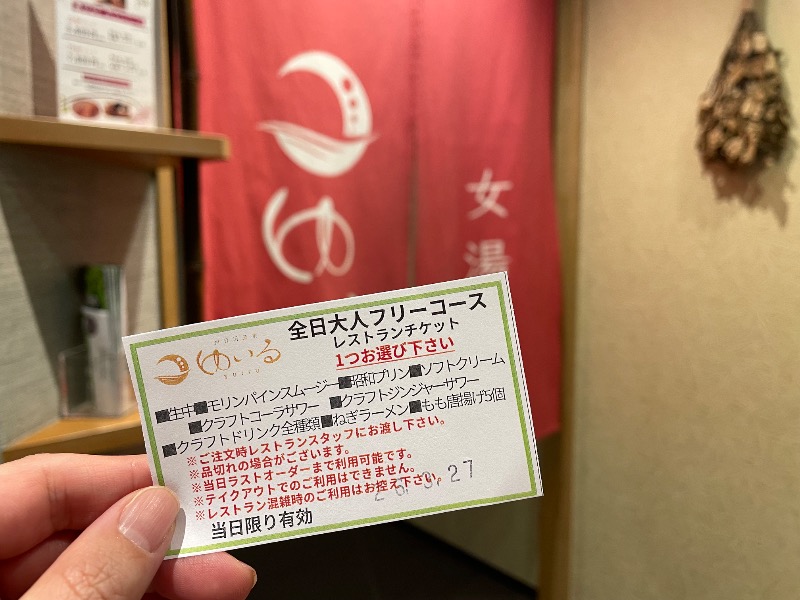 ゆ
女湯
ゆいる
YUIRU
全日大人フリーコース
レストランチケット
1つお選び下さい
■生中■モリンパインスムージー■昭和プリン■ソフトクリーム
■クラフトコーラサワー ■クラフトジンジャーサワー
■クラフトドリンク全種類■ねぎラーメン■もも唐揚げ5個
※ご注文時レストランスタッフにお渡し下さい。
※品切れの場合がございます。
※当日ラストオーダーまで利用可能です。
※テイクアウトでのご利用はできません。
※レストラン混雑時のご利用はお控え下さい。
3.27
当日限り有効